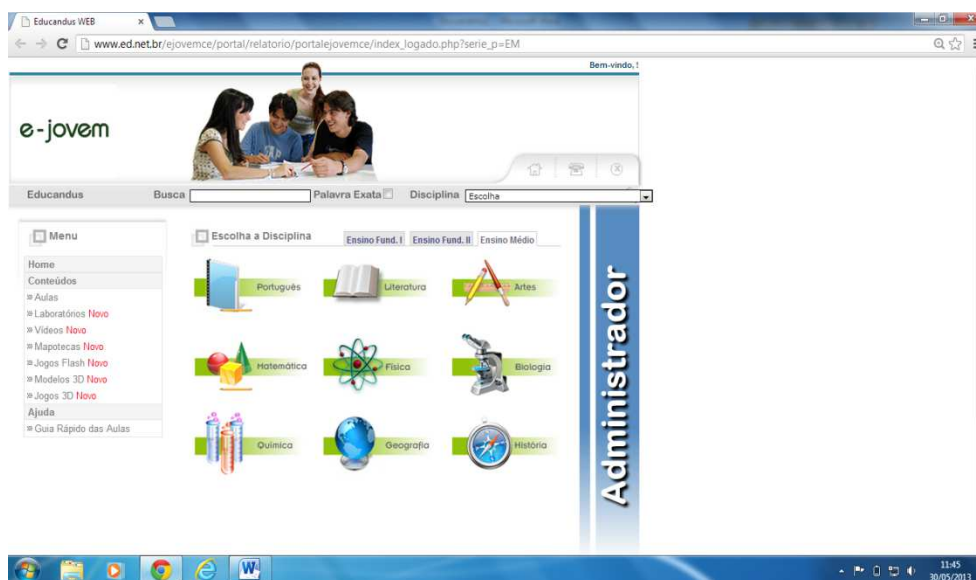 Educandus WEB
www.ed.net.br/ejovemce/portal/relatorio/portalejovemce/index_logado.php?serie_p=EM
Bem-vindo,
e-jovem
Educandus Busca Palavra Exata Disciplina Escolha
Menu
Home
Conteúdos
Aulas
Laboratórios Novo
Vídeos Novo
Mapotecas Novo
Jogos Flash Novo
Modelos 3D Novo
Jogos 3D Novo
Ajuda
Guia Rápido das Aulas
Escolha a Disciplina Ensino Fund. I Ensino Fund. II Ensino Médio
Português Literatura Artes
Matemática Física Biologia
Química Geografia História
Administrador
11:45
30/05/2013